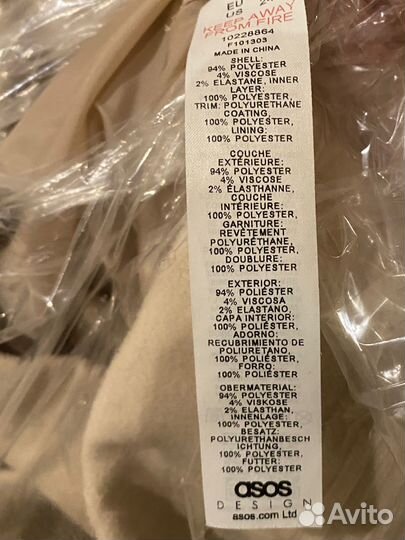 EU
US
KEEP AWAY
FROM FIRE
10228864
F101303
MADE IN CHINA
SHELL:
94% POLYESTER
4% VISCOSE
2% ELASTANE, INNER
LAYER:
100% POLYESTER,
TRIM: POLYURETHANE
COATING,
100% POLYESTER,
LINING:
100% POLYESTER
COUCHE
EXTÉRIEURE:
94% POLYESTER
4% VISCOSE
2% ÉLASTHANNE,
COUCHE
INTÉRIEURE:
100% POLYESTER,
GARNITURE:
REVÊTEMENT
POLYURÉTHANE,
100% POLYESTER,
DOUBLURE:
100% POLYESTER
EXTERIOR:
94% POLIÉSTER
4% VISCOSA
2% ELASTANO,
CAPA INTERIOR:
100% POLIÉSTER,
ADORNO:
RECUBRIMIENTO DE
POLIURETANO,
100% POLIÉSTER,
FORRO:
100% POLIÉSTER
OBERMATERIAL:
94% POLYESTER
4% VISKOSE
2% ELASTHAN,
INNENLAGE:
100% POLYESTER,
BESATZ:
POLYURETHANBESCH
ICHTUNG,
100% POLYESTER,
FUTTER:
100% POLYESTER
asos
DESIGN
asos.com Ltd
Avito